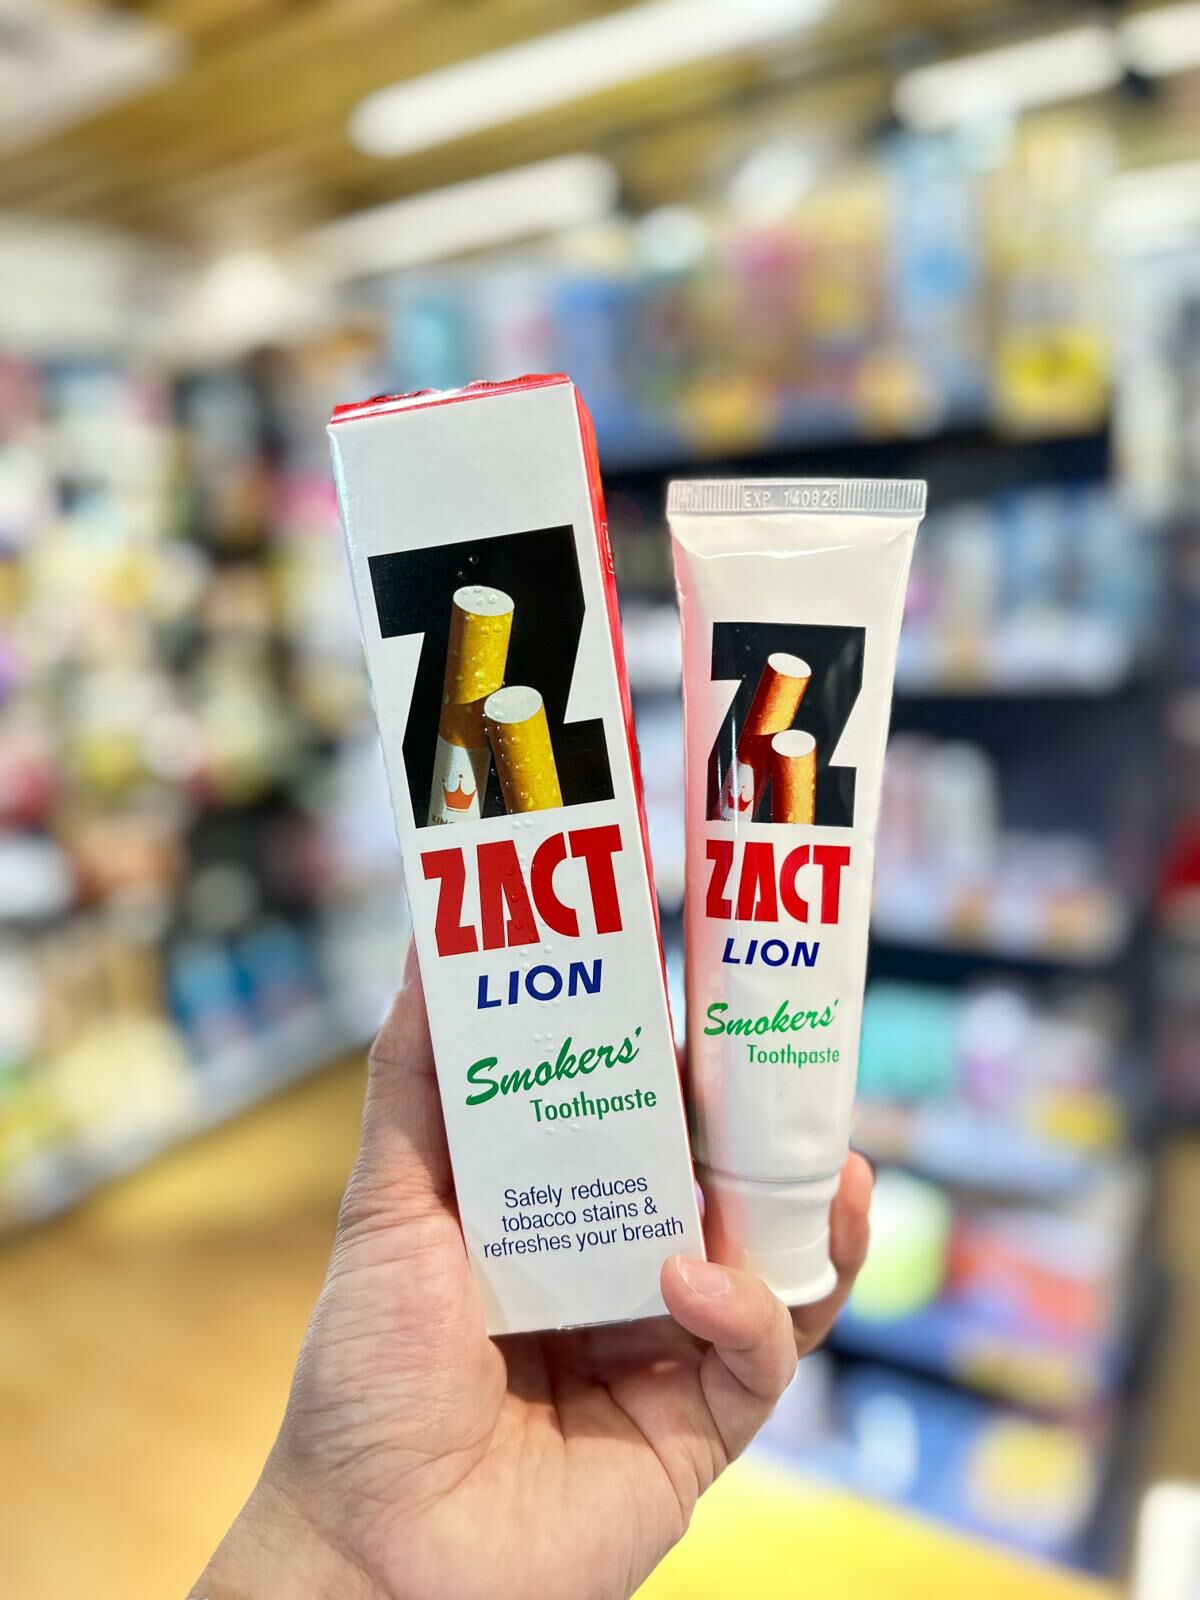 ZACT
LION
Smokers'
Toothpaste
Safely reduces
tobacco stains &
refreshes your breath
EXP 140826
ZACT
LION
Smokers'
Toothpaste